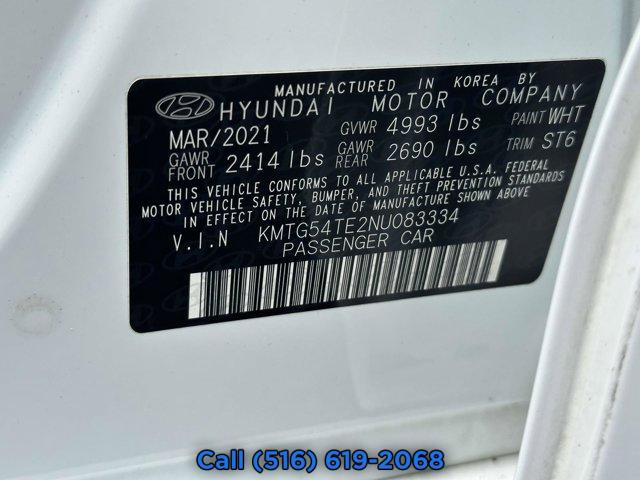 MANUFACTURED IN KOREA BY
HYUNDAI MOTOR COMPANY
MAR/2021 GVWR 4993 lbs PAINT WHT
GAWR FRONT 2414 lbs GAWR REAR 2690 lbs TRIM ST6
THIS VEHICLE CONFORMS TO ALL APPLICABLE U.S.A. FEDERAL
MOTOR VEHICLE SAFETY, BUMPER, AND THEFT PREVENTION STANDARDS
IN EFFECT ON THE DATE OF MANUFACTURE SHOWN ABOVE.
V.I.N KMTG54TE2NU083334
PASSENGER CAR
Call (516) 619-2068